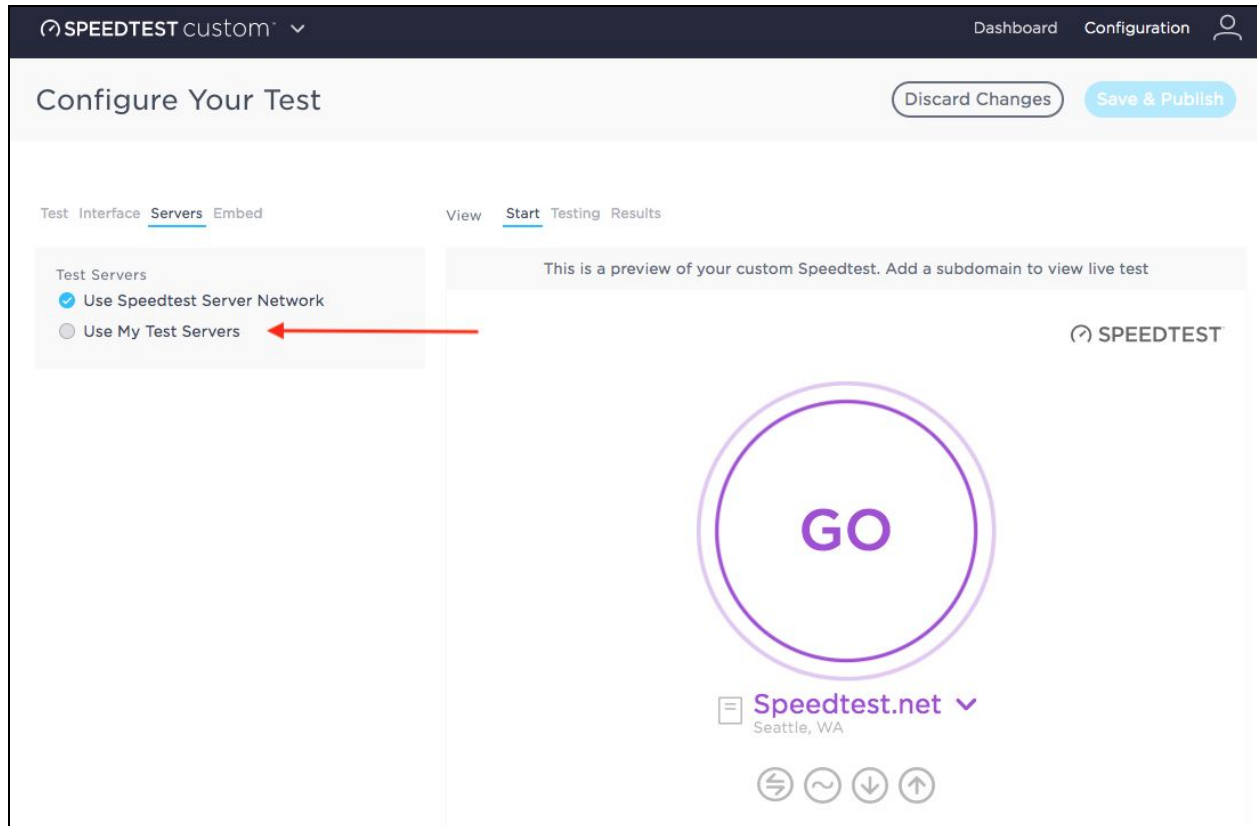 SPEEDTEST CUSTOM
Dashboard Configuration
Configure Your Test
Discard Changes Save & Publish
Test Interface Servers Embed
View Start Testing Results
Test Servers
Use Speedtest Server Network
Use My Test Servers
This is a preview of your custom Speedtest. Add a subdomain to view live test
SPEEDTEST
GO
Speedtest.net
Seattle, WA